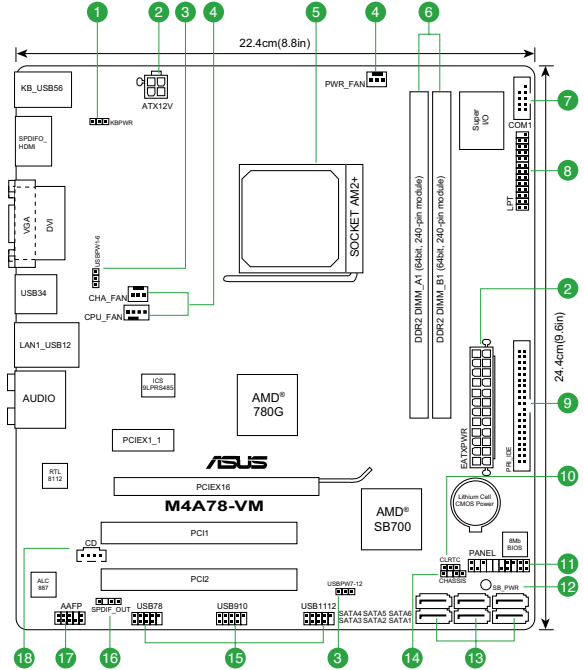 1
2
3
4
5
4
6
22.4cm(8.8in)
KB_USB56
ATX12V
KBPWR
PWR_FAN
Super I/O
COM1
7
SPDIFO_
HDMI
LPT
8
VGA
DVI
USBPW1-6
SOCKET AM2+
DDR2 DIMM_A1 (64bit, 240-pin module)
DDR2 DIMM_B1 (64bit, 240-pin module)
3
USB34
CHA_FAN
CPU_FAN
4
2
24.4cm(9.6in)
LAN1_USB12
AUDIO
ICS
9LPRS485
AMD®
780G
EATXPWR
PRI_IDE
9
PCIEX1_1
RTL
8112
ASUS
PCIEX16
M4A78-VM
Lithium Cell
CMOS Power
10
AMD®
SB700
PCI1
CD
18
8Mb
BIOS
CLRTC
PANEL
CHASSIS
11
PCI2
ALC
887
USBPW7-12
SB_PWR
12
AAFP
SPDIF_OUT
USB78
USB910
USB1112
SATA4 SATA5 SATA6
SATA3 SATA2 SATA1
17
16
15
3
14
13